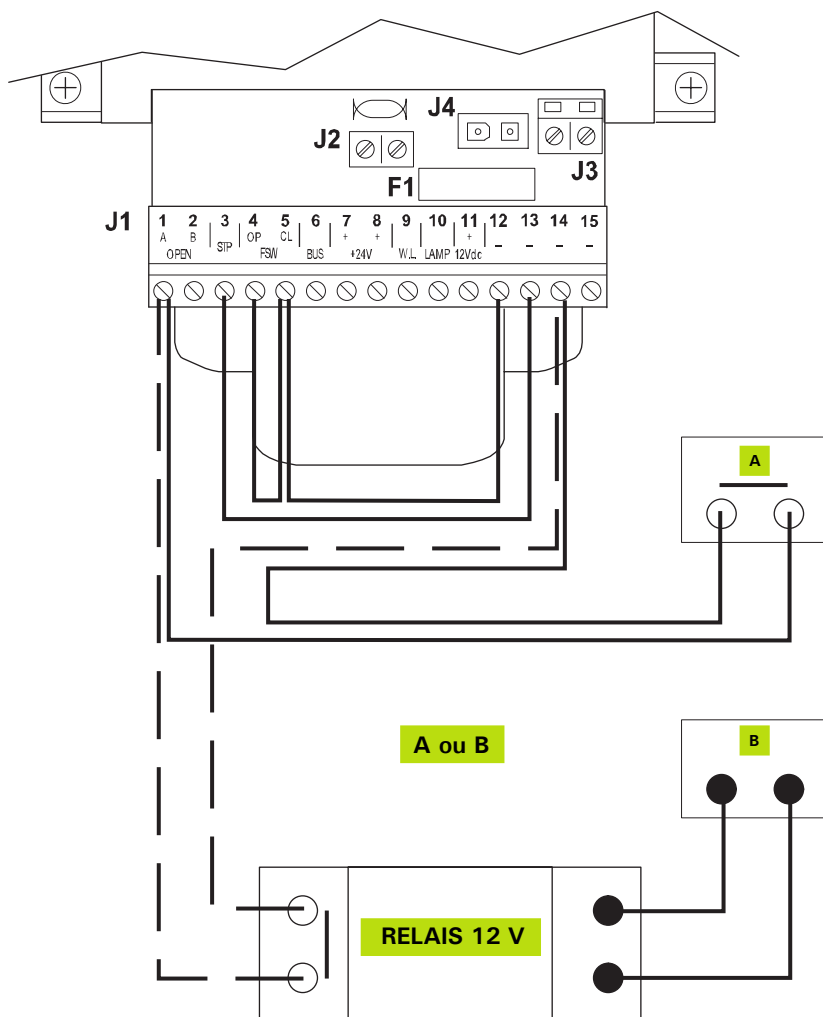 J4
J2
J3
F1
J1
1 2 3 4 5 6 7 8 9 10 11 12 13 14 15
A B STP OP CL + + + – – – –
OPEN FSW BUS +24V W.L. LAMP 12Vdc
A
A ou B
B
RELAIS 12 V